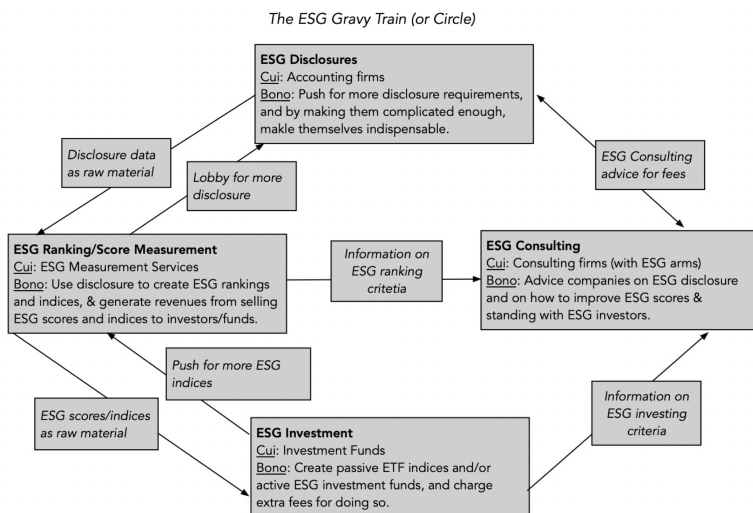 The ESG Gravy Train (or Circle)
ESG Disclosures
Cui: Accounting firms
Bono: Push for more disclosure requirements,
and by making them complicated enough,
makle themselves indispensable.
Disclosure data
as raw material
Lobby for more
disclosure
ESG Consulting
advice for fees
ESG Ranking/Score Measurement
Cui: ESG Measurement Services
Bono: Use disclosure to create ESG rankings
and indices, & generate revenues from selling
ESG scores and indices to investors/funds.
Information on
ESG ranking
critetia
ESG Consulting
Cui: Consulting firms (with ESG arms)
Bono: Advice companies on ESG disclosure
and on how to improve ESG scores &
standing with ESG investors.
Push for more ESG
indices
ESG scores/indices
as raw material
Information on
ESG investing
criteria
ESG Investment
Cui: Investment Funds
Bono: Create passive ETF indices and/or
active ESG investment funds, and charge
extra fees for doing so.